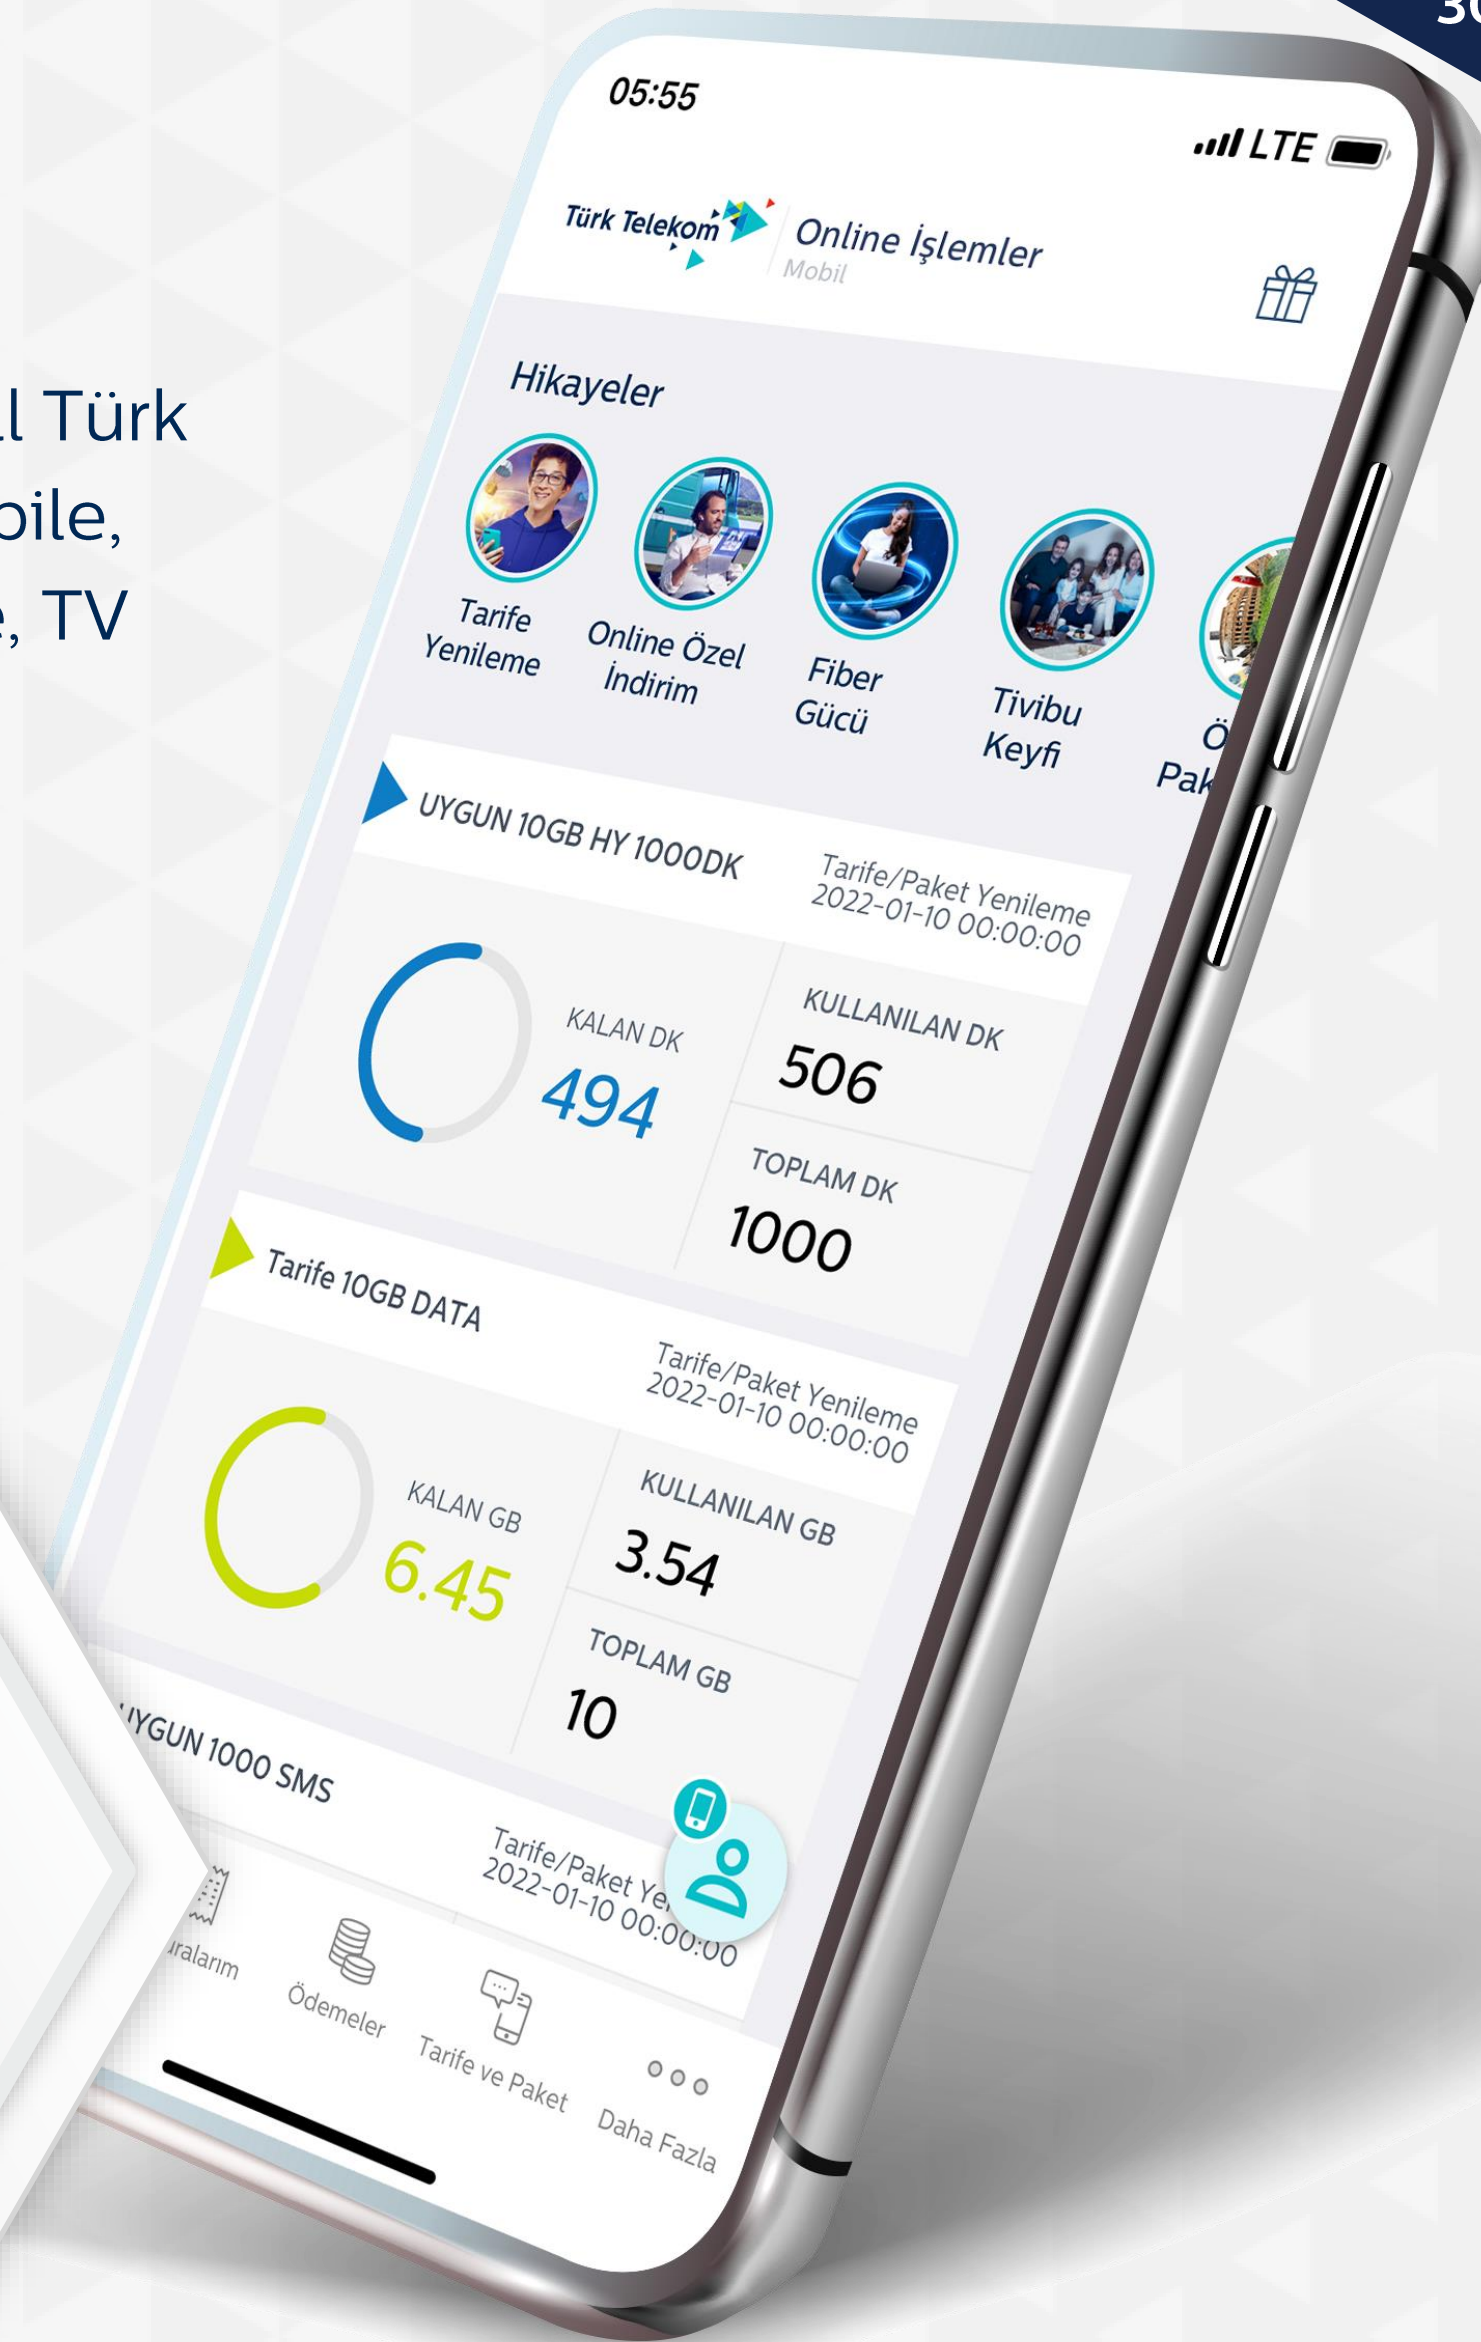 05:55
LTE
Türk Telekom
Online İşlemler
Mobil
Türk
TV
Hikayeler
Tarife
Yenileme
Online Özel
İndirim
Fiber
Gücü
Tivibu
Keyfi
UYGUN 10GB HY 1000DK
Tarife/Paket Yenileme
2022-01-10 00:00:00
KALAN DK
494
KULLANILAN DK
506
TOPLAM DK
1000
Tarife 10GB DATA
Tarife/Paket Yenileme
2022-01-10 00:00:00
KALAN GB
6.45
KULLANILAN GB
3.54
TOPLAM GB
10
UYGUN 1000 SMS
Tarife/Paket
2022-01-10 00:00:00
Ödemeler
Tarife ve Paket
Daha Fazla